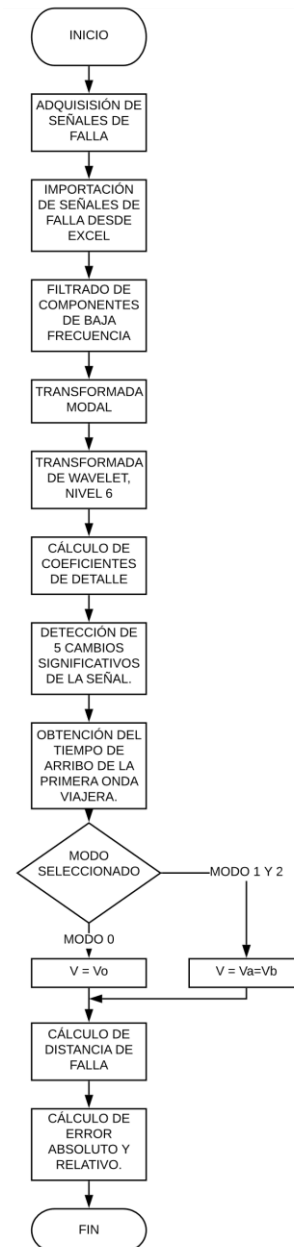 INICIO
ADQUISISIÓN DE
SEÑALES DE
FALLA
IMPORTACIÓN
DE SEÑALES DE
FALLA DESDE
EXCEL
FILTRADO DE
COMPONENTES
DE BAJA
FRECUENCIA
TRANSFORMADA
MODAL
TRANSFORMADA
DE WAVELET,
NIVEL 6
CÁLCULO DE
COEFICIENTES
DE DETALLE
DETECCIÓN DE
5 CAMBIOS
SIGNIFICATIVOS
DE LA SEÑAL.
OBTENCIÓN DEL
TIEMPO DE
ARRIBO DE LA
PRIMERA ONDA
VIAJERA.
MODO
SELECCIONADO
MODO 1 Y 2
MODO 0
V = Vo
V = Va=Vb
CÁLCULO DE
DISTANCIA DE
FALLA
CÁLCULO DE
ERROR
ABSOLUTO Y
RELATIVO.
FIN